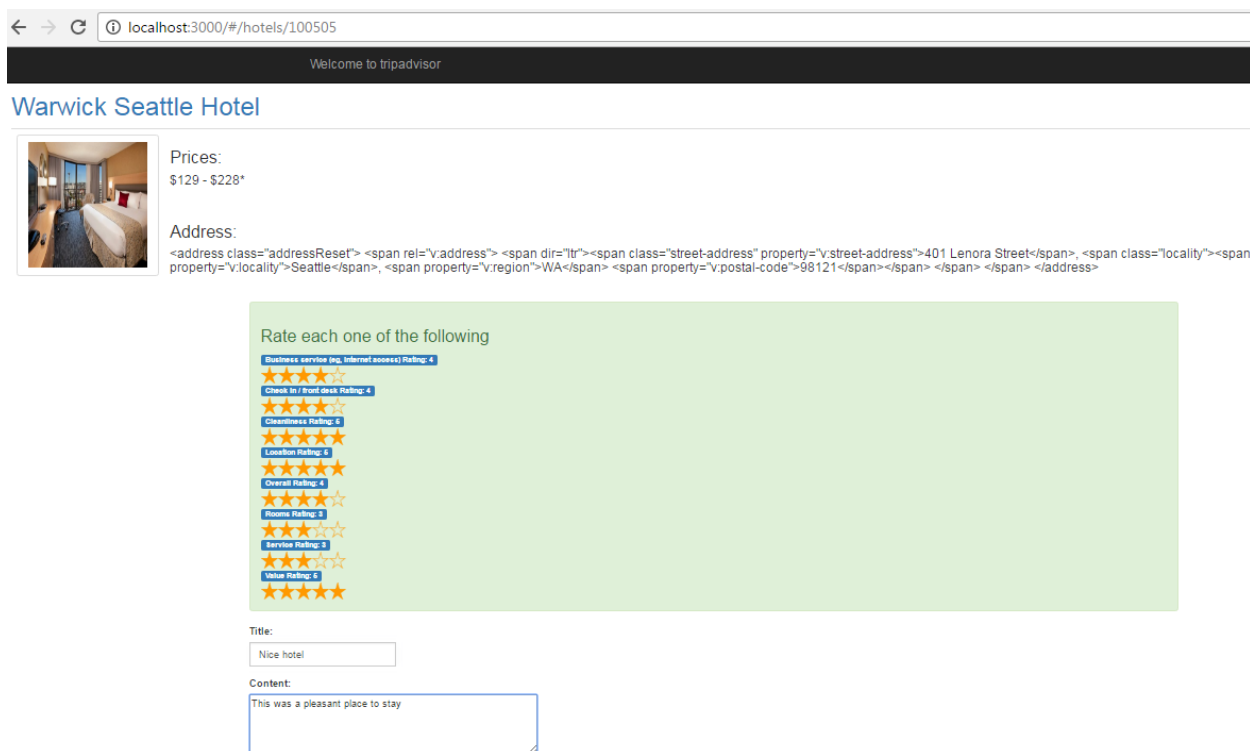 localhost:3000/#/hotels/100505
Welcome to tripadvisor
Warwick Seattle Hotel
Prices:
$129 - $228*
Address:
<address class="addressReset"> <span rel="v:address"> <span dir="ltr"><span class="street-address" property="v:street-address">401 Lenora Street</span>, <span class="locality"><span
property="v:locality">Seattle</span>, <span property="v:region">WA</span> <span property="v:postal-code">98121</span></span> </span> </span> </address>
Rate each one of the following
Business service (eg, Internet access) Rating: 4
Check in / front desk Rating: 4
Cleanliness Rating: 5
Location Rating: 5
Overall Rating: 4
Rooms Rating: 3
Service Rating: 3
Value Rating: 5
Title:
Nice hotel
Content:
This was a pleasant place to stay